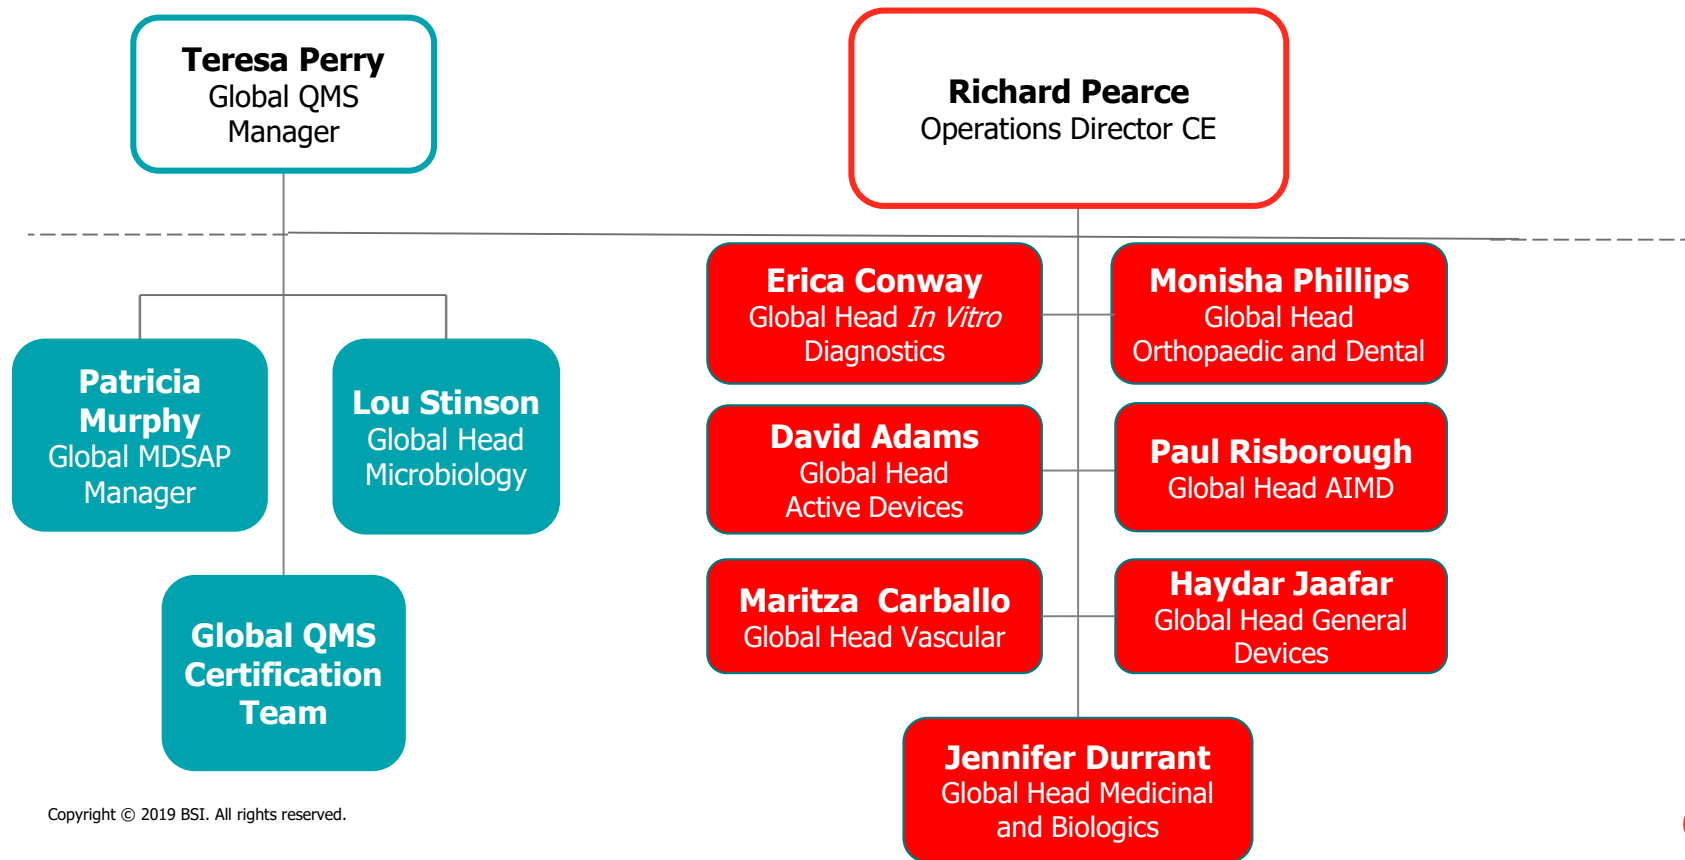 Teresa Perry
Global QMS
Manager
Richard Pearce
Operations Director CE
Erica Conway
Global Head In Vitro
Diagnostics
Monisha Phillips
Global Head
Orthopaedic and Dental
Patricia
Murphy
Global MDSAP
Manager
Lou Stinson
Global Head
Microbiology
David Adams
Global Head
Active Devices
Paul Risborough
Global Head AIMD
Maritza  Carballo
Global Head Vascular
Haydar Jaafar
Global Head General
Devices
Global QMS
Certification
Team
Jennifer Durrant
Global Head Medicinal
and Biologics
Copyright © 2019 BSI. All rights reserved.